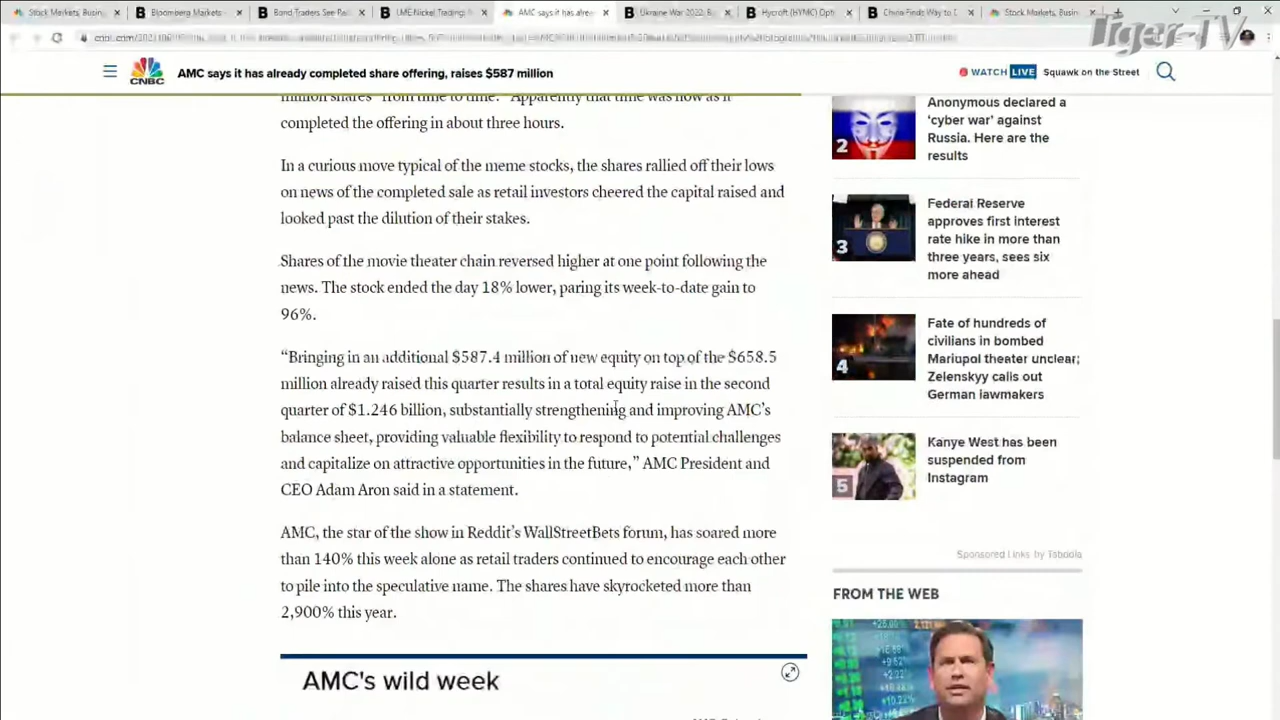 Stock Markets, Busin
Bloomberg Markets
Bond Traders See Re
LME Nickel Trading
AMC says it has alre
Ukraine War 2022
Hycroft (HYMC) Opti
China Finds Way to
Stock Markets, Busin
Tiger-TV
CNBC
AMC says it has already completed share offering, raises $587 million
WATCH LIVE Squawk on the Street
million shares "from time to time." Apparently that time was now as it
completed the offering in about three hours.
In a curious move typical of the meme stocks, the shares rallied off their lows
on news of the completed sale as retail investors cheered the capital raised and
looked past the dilution of their stakes.
Shares of the movie theater chain reversed higher at one point following the
news. The stock ended the day 18% lower, paring its week-to-date gain to
96%.
“Bringing in an additional $587.4 million of new equity on top of the $658.5
million already raised this quarter results in a total equity raise in the second
quarter of $1.246 billion, substantially strengthening and improving AMC’s
balance sheet, providing valuable flexibility to respond to potential challenges
and capitalize on attractive opportunities in the future,” AMC President and
CEO Adam Aron said in a statement.
AMC, the star of the show in Reddit’s WallStreetBets forum, has soared more
than 140% this week alone as retail traders continued to encourage each other
to pile into the speculative name. The shares have skyrocketed more than
2,900% this year.
AMC's wild week
2
Anonymous declared a
‘cyber war’ against
Russia. Here are the
results
3
Federal Reserve
approves first interest
rate hike in more than
three years, sees six
more ahead
4
Fate of hundreds of
civilians in bombed
Mariupol theater unclear;
Zelenskyy calls out
German lawmakers
5
Kanye West has been
suspended from
Instagram
Sponsored Links by Taboola
FROM THE WEB